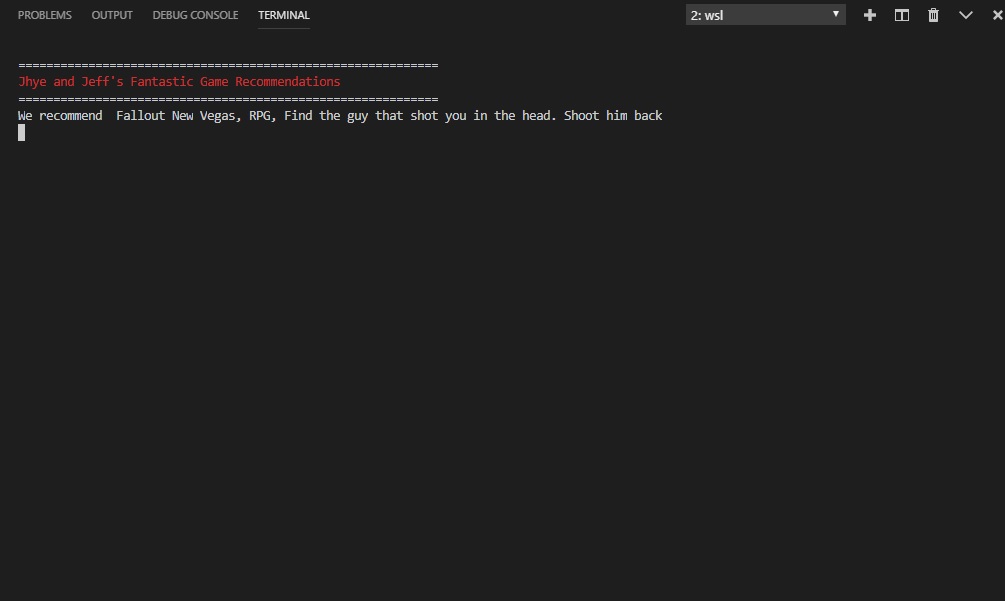 PROBLEMS OUTPUT DEBUG CONSOLE TERMINAL 2: wsl
============================================================
Jhye and Jeff's Fantastic Game Recommendations
============================================================
We recommend  Fallout New Vegas, RPG, Find the guy that shot you in the head. Shoot him back